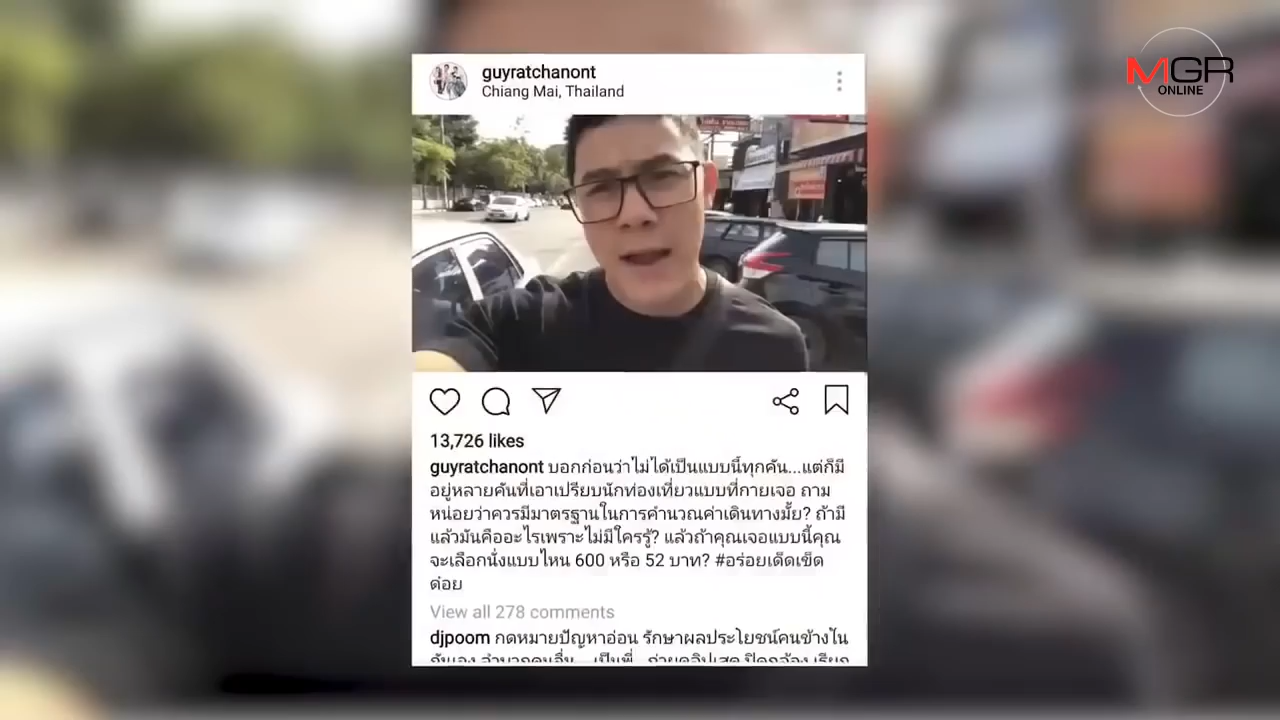 MGR
ONLINE
guyratchanont
Chiang Mai, Thailand
13,726 likes
guyratchanont บอกก่อนว่าไม่ได้เป็นแบบนี้ทุกคัน...แต่ก็มี
อยู่หลายคันที่เอาเปรียบนักท่องเที่ยวแบบที่กายเจอ ถาม
หน่อยว่าควรมีมาตรฐานในการคำนวณค่าเดินทางมั้ย? ถ้ามี
แล้วมันคืออะไรเพราะไม่มีใครรู้? แล้วถ้าคุณเจอแบบนี้คุณ
จะเลือกนั่งแบบไหน 600 หรือ 52 บาท? #อร่อยเด็ดเข็ด
ด๋อย
View all 278 comments
djpoom กดหมายปัญหาอ่อน รักษาผลประโยชน์คนข้างใน